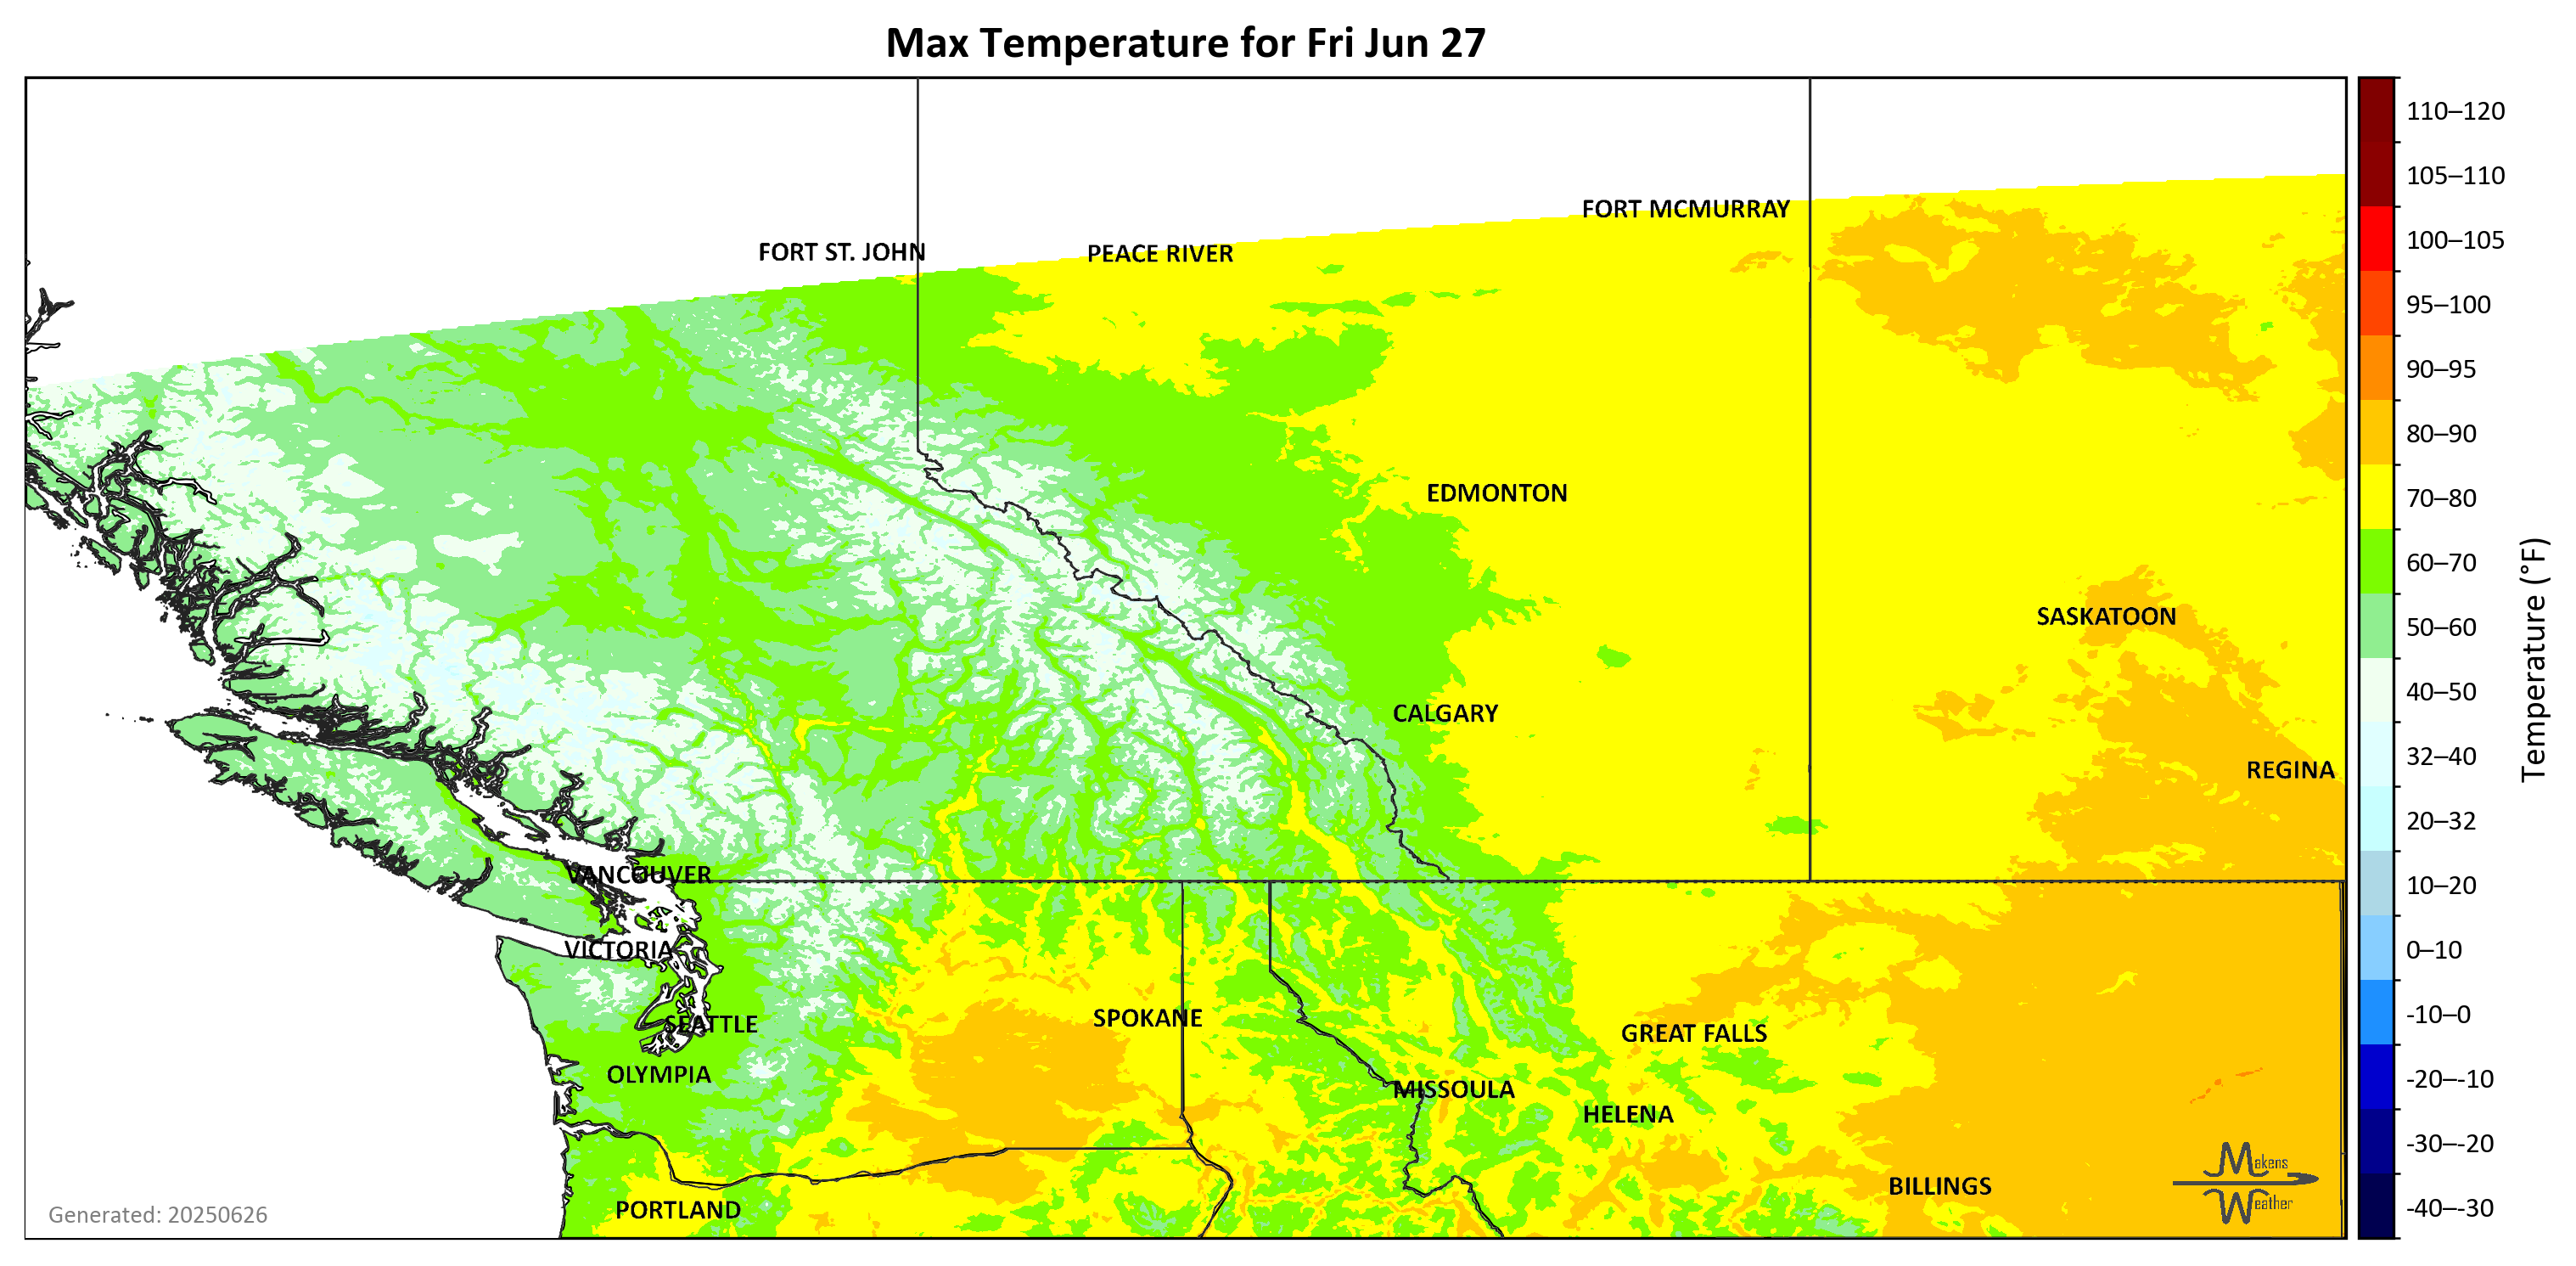 Max Temperature for Fri Jun 27
FORT MCMURRAY
FORT ST. JOHN
PEACE RIVER
EDMONTON
SASKATOON
CALGARY
REGINA
VANCOUVER
VICTORIA
SPOKANE
SEATTLE
GREAT FALLS
OLYMPIA
MISSOULA
HELENA
BILLINGS
PORTLAND
Generated: 20250626
Makens
Weather
110–120
105–110
100–105
95–100
90–95
80–90
70–80
60–70
50–60
40–50
32–40
20–32
10–20
0–10
-10–0
-20–-10
-30–-20
-40–-30
Temperature (°F)